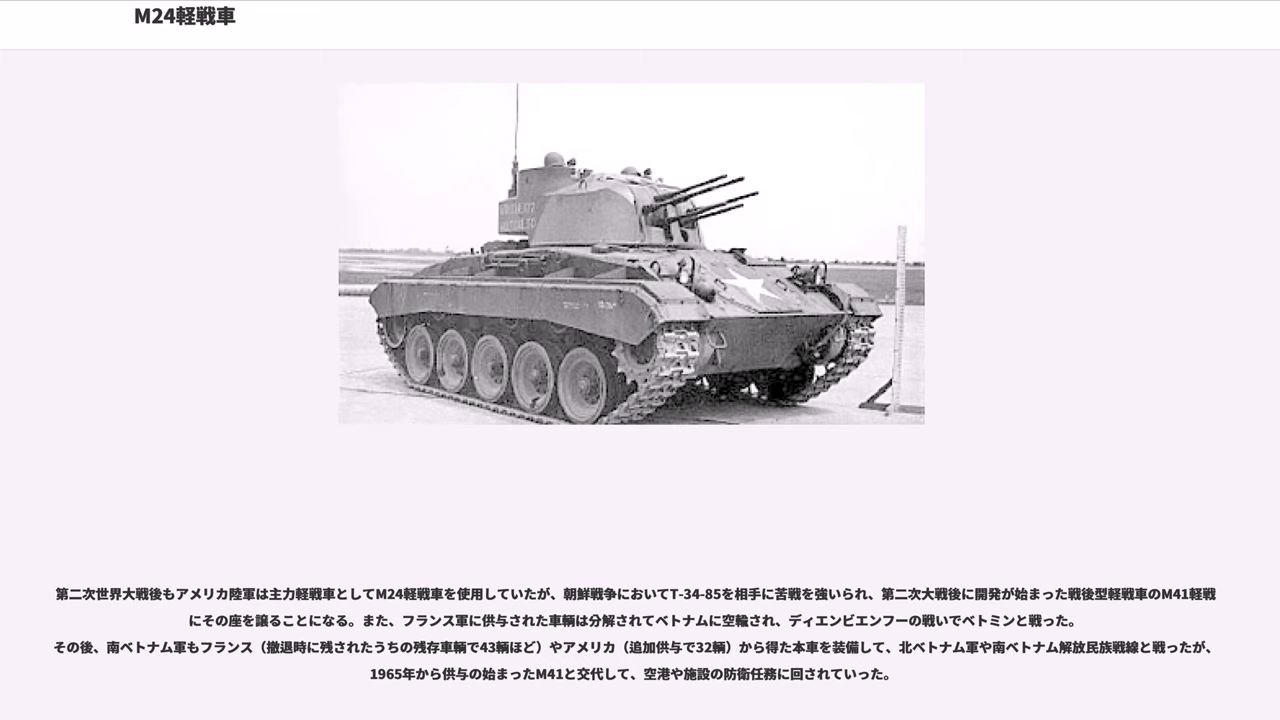 M24軽戦車
第二次世界大戦後もアメリカ陸軍は主力軽戦車としてM24軽戦車を使用していたが、朝鮮戦争においてT-34-85を相手に苦戦を強いられ、第二次大戦後に開発が始まった戦後型軽戦車のM41軽戦
にその座を譲ることになる。また、フランス軍に供与された車輛は分解されてベトナムに空輸され、ディエンビエンフーの戦いでベトミンと戦った。
その後、南ベトナム軍もフランス（撤退時に残されたうちの残存車輛で43輛ほど）やアメリカ（追加供与で32輛）から得た本車を装備して、北ベトナム軍や南ベトナム解放民族戦線と戦ったが、
1965年から供与の始まったM41と交代して、空港や施設の防衛任務に回されていった。